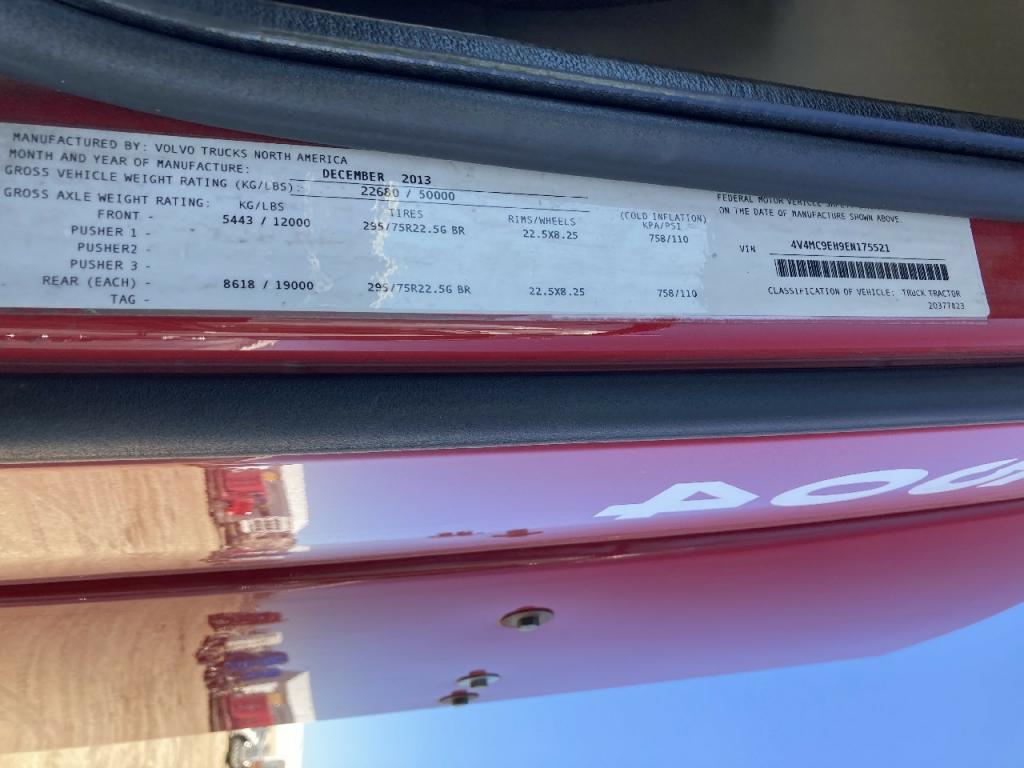 MANUFACTURED BY: VOLVO TRUCKS NORTH AMERICA
MONTH AND YEAR OF MANUFACTURE: DECEMBER 2013
GROSS VEHICLE WEIGHT RATING (KG/LBS): 22680 / 50000
GROSS AXLE WEIGHT RATING: KG/LBS TIRES RIMS/WHEELS (COLD INFLATION) KPA/PSI
FRONT - 5443 / 12000 295/75R22.5G BR 22.5X8.25 758/110
PUSHER 1 -
PUSHER2 -
PUSHER 3 -
REAR (EACH) - 8618 / 19000 295/75R22.5G BR 22.5X8.25 758/110
TAG -
FEDERAL MOTOR VEHICLE
ON THE DATE OF MANUFACTURE SHOWN ABOVE.
VIN 4V4MC9EH9EN175521
CLASSIFICATION OF VEHICLE: TRUCK TRACTOR
20377823